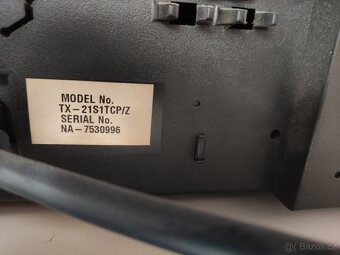 MODEL No.
TX-21S1TCP/Z
SERIAL No.
NA-7530996
Bazos.cz